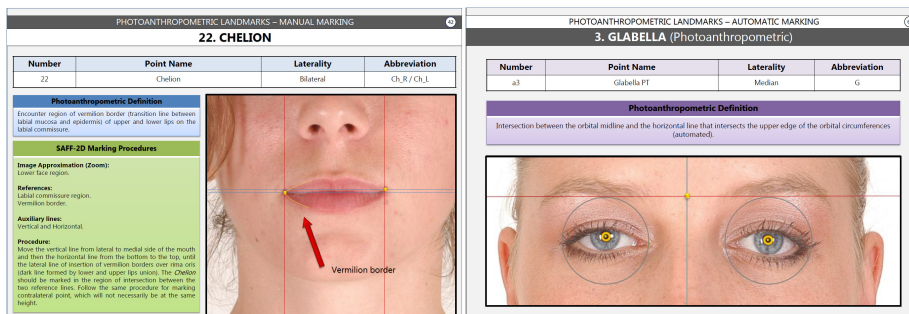 PHOTOANTHROPOMETRIC LANDMARKS – MANUAL MARKING
42
22. CHELION
Number Point Name Laterality Abbreviation
22 Chelion Bilateral Ch_R / Ch_L
Photoanthropometric Definition
Encounter region of vermilion border (transition line between
labial mucosa and epidermis) of upper and lower lips on the
labial commissure.
SAFF-2D Marking Procedures
Image Approximation (Zoom):
Lower face region.
References:
Labial commissure region.
Vermilion border.
Auxiliary lines:
Vertical and Horizontal.
Procedure:
Move the vertical line from lateral to medial side of the mouth
and then the horizontal line from the bottom to the top, until
the lateral line of insertion of vermilion borders over rima oris
(dark line formed by lower and upper lips union). The Chelion
should be marked in the region of intersection between the
two reference lines. Follow the same procedure for marking
contralateral point, which will not necessarily be at the same
height.
Vermilion border
PHOTOANTHROPOMETRIC LANDMARKS – AUTOMATIC MARKING
3. GLABELLA (Photoanthropometric)
Number Point Name Laterality Abbreviation
a3 Glabella PT Median G
Photoanthropometric Definition
Intersection between the orbital midline and the horizontal line that intersects the upper edge of the orbital circumferences
(automated).